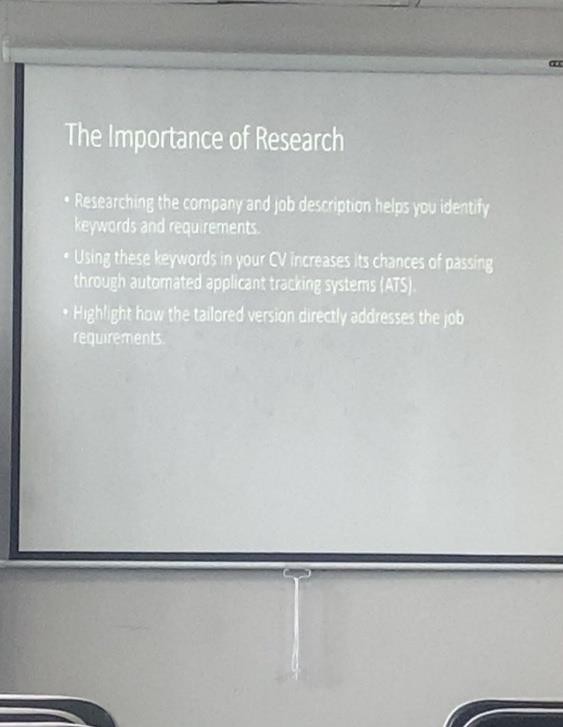 The Importance of Research
• Researching the company and job description helps you identify
keywords and requirements.
• Using these keywords in your CV increases its chances of passing
through automated applicant tracking systems (ATS).
• Highlight how the tailored version directly addresses the job
requirements.